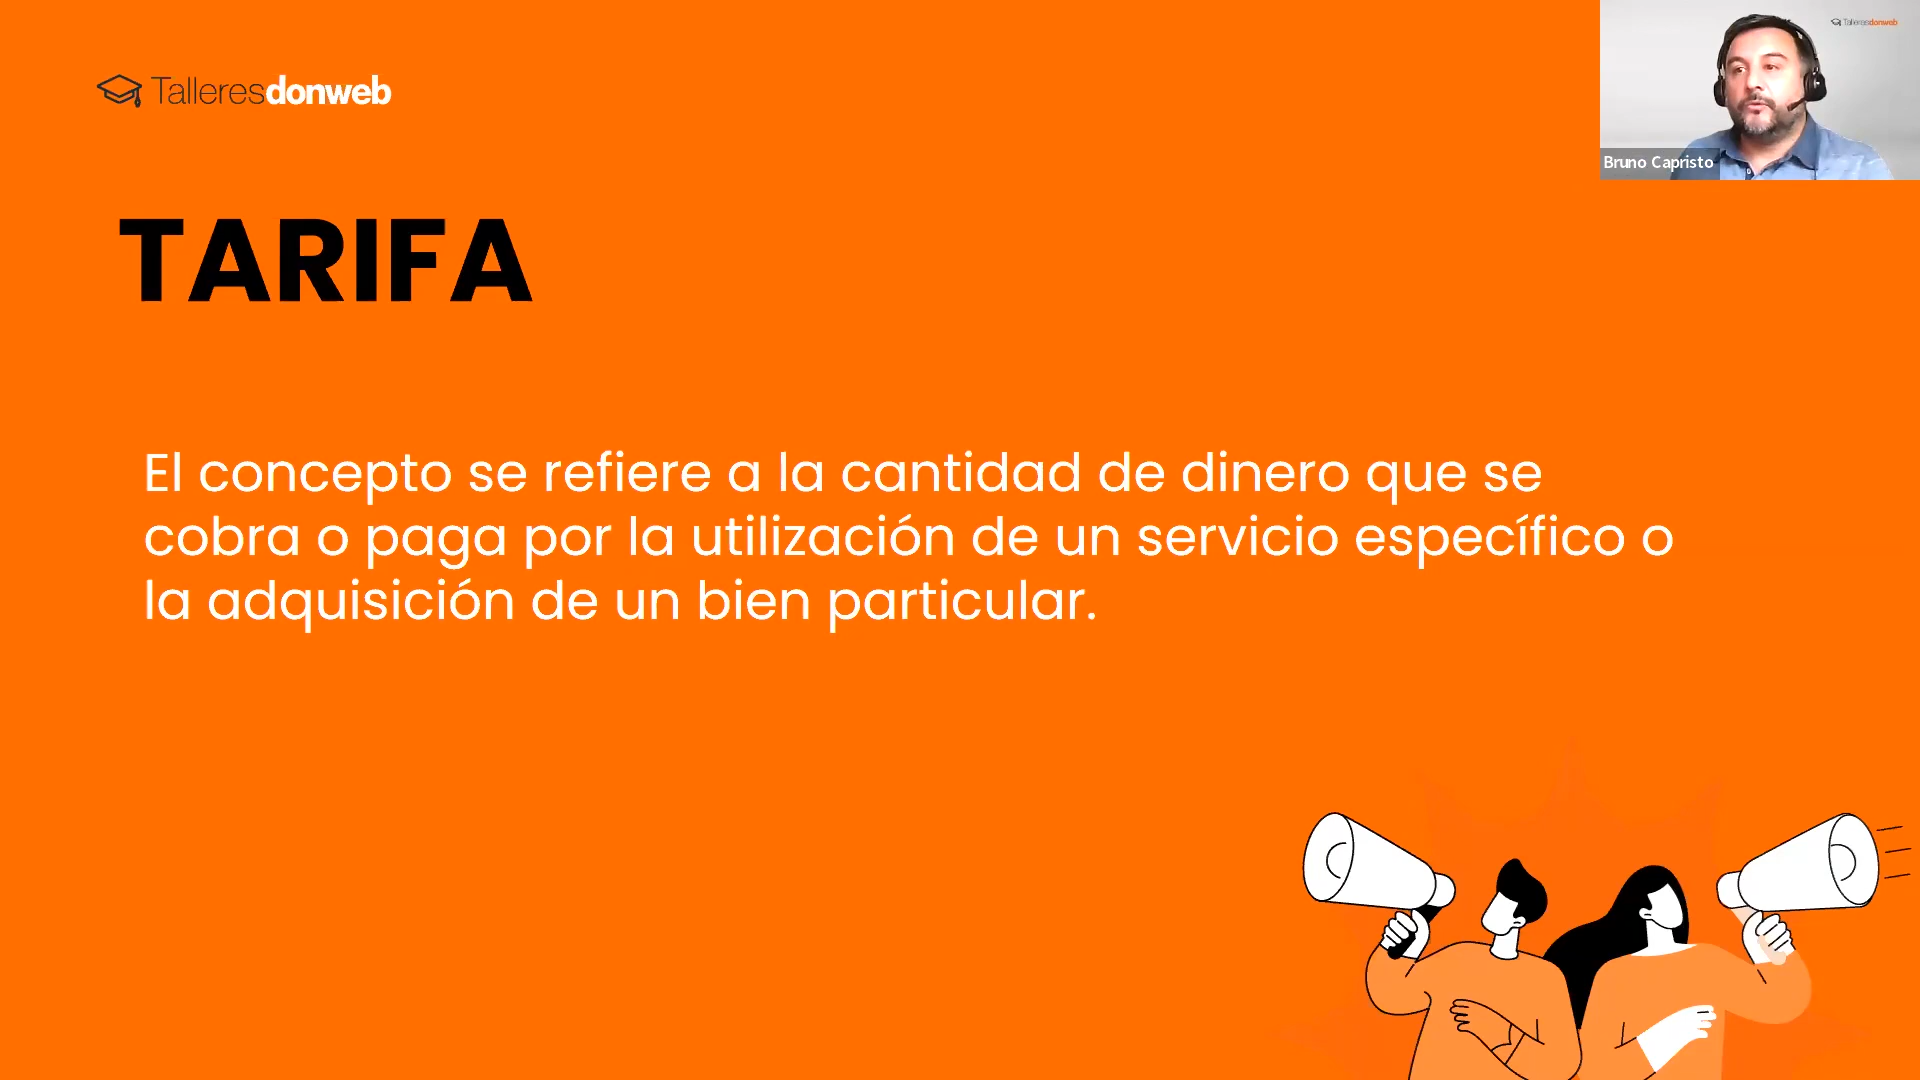 Talleresdonweb
Talleresdonweb
Bruno Capristo
TARIFA
El concepto se refiere a la cantidad de dinero que se
cobra o paga por la utilización de un servicio específico o
la adquisición de un bien particular.